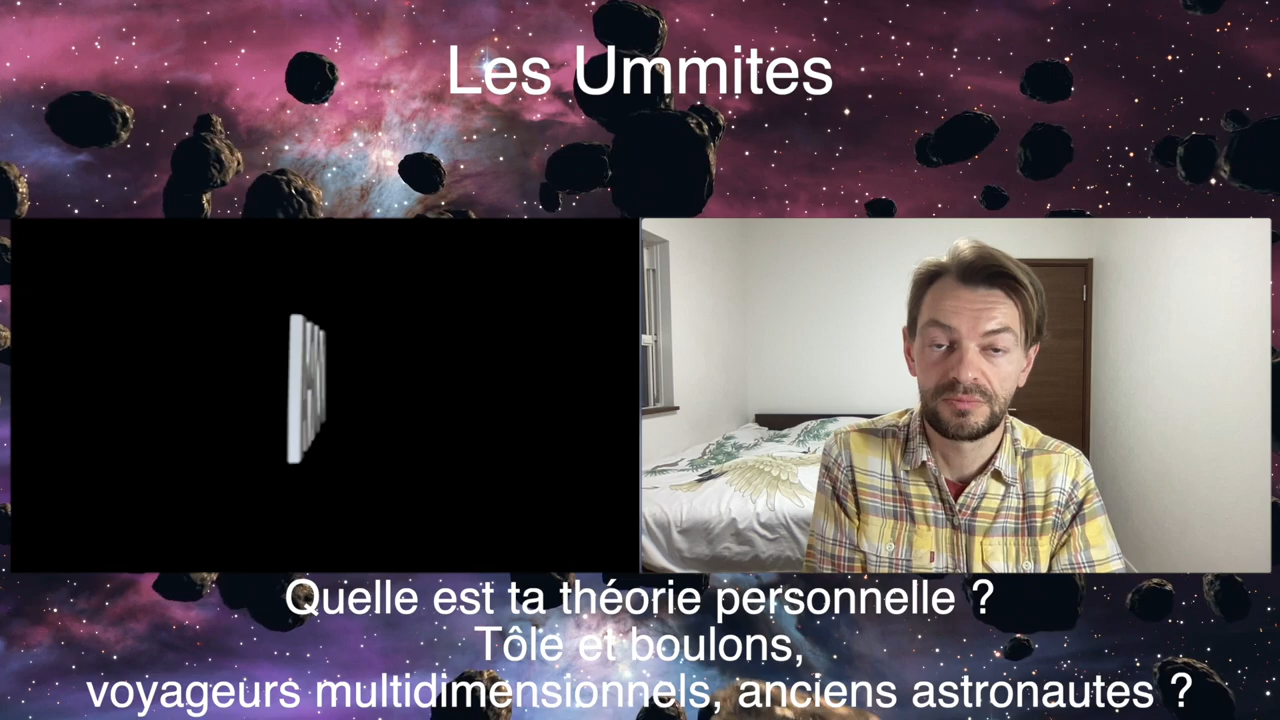 Les Ummites
Quelle est ta théorie personnelle ?
Tôle et boulons,
voyageurs multidimensionnels, anciens astronautes ?